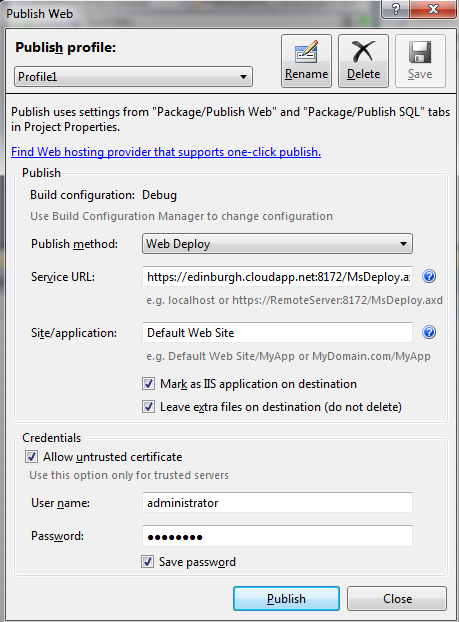 Publish Web
Publish profile:
Profile1
Rename
Delete
Save
Publish uses settings from "Package/Publish Web" and "Package/Publish SQL" tabs
in Project Properties.
Find Web hosting provider that supports one-click publish.
Publish
Build configuration: Debug
Use Build Configuration Manager to change configuration
Publish method: Web Deploy
Service URL: https://edinburgh.cloudapp.net:8172/MsDeploy.ax
e.g. localhost or https://RemoteServer:8172/MsDeploy.axd
Site/application: Default Web Site
e.g. Default Web Site/MyApp or MyDomain.com/MyApp
Mark as IIS application on destination
Leave extra files on destination (do not delete)
Credentials
Allow untrusted certificate
Use this option only for trusted servers
User name: administrator
Password: ●●●●●●●●
Save password
Publish
Close